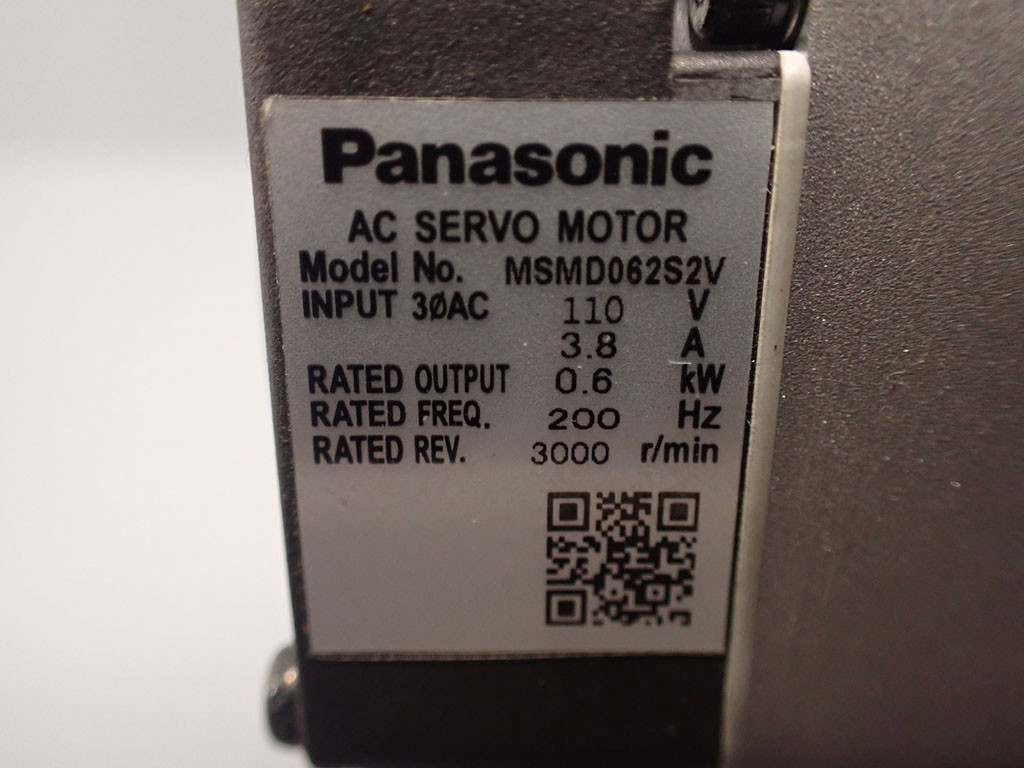 Panasonic
AC SERVO MOTOR
Model No. MSMD062S2V
INPUT 3øAC 110 V
3.8 A
RATED OUTPUT 0.6 kW
RATED FREQ. 200 Hz
RATED REV. 3000 r/min